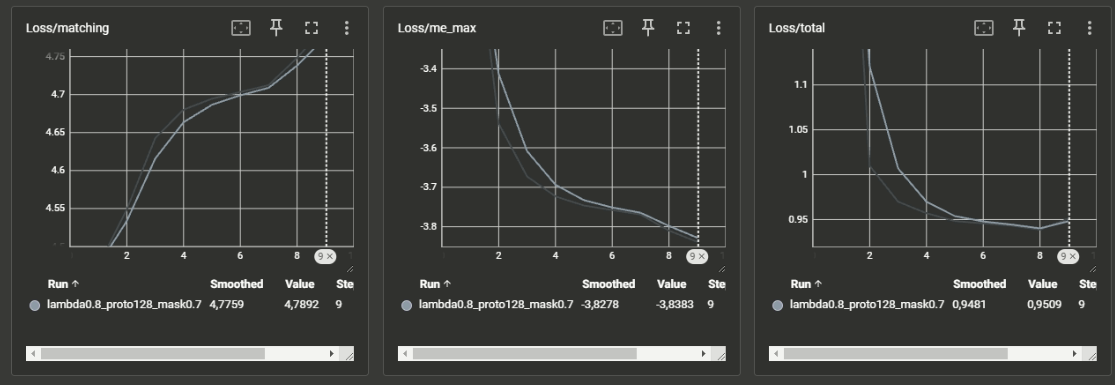 Loss/matching
4.75
4.7
4.65
4.6
4.55
2 4 6 8 9 ×
Run ↑ Smoothed Value Ste
lambda0.8_proto128_mask0.7 4,7759 4,7892 9
Loss/me_max
-3.4
-3.5
-3.6
-3.7
-3.8
2 4 6 8 9 ×
Run ↑ Smoothed Value Ste
lambda0.8_proto128_mask0.7 -3,8278 -3,8383 9
Loss/total
1.1
1.05
1
0.95
2 4 6 8 9 ×
Run ↑ Smoothed Value Ste
lambda0.8_proto128_mask0.7 0,9481 0,9509 9